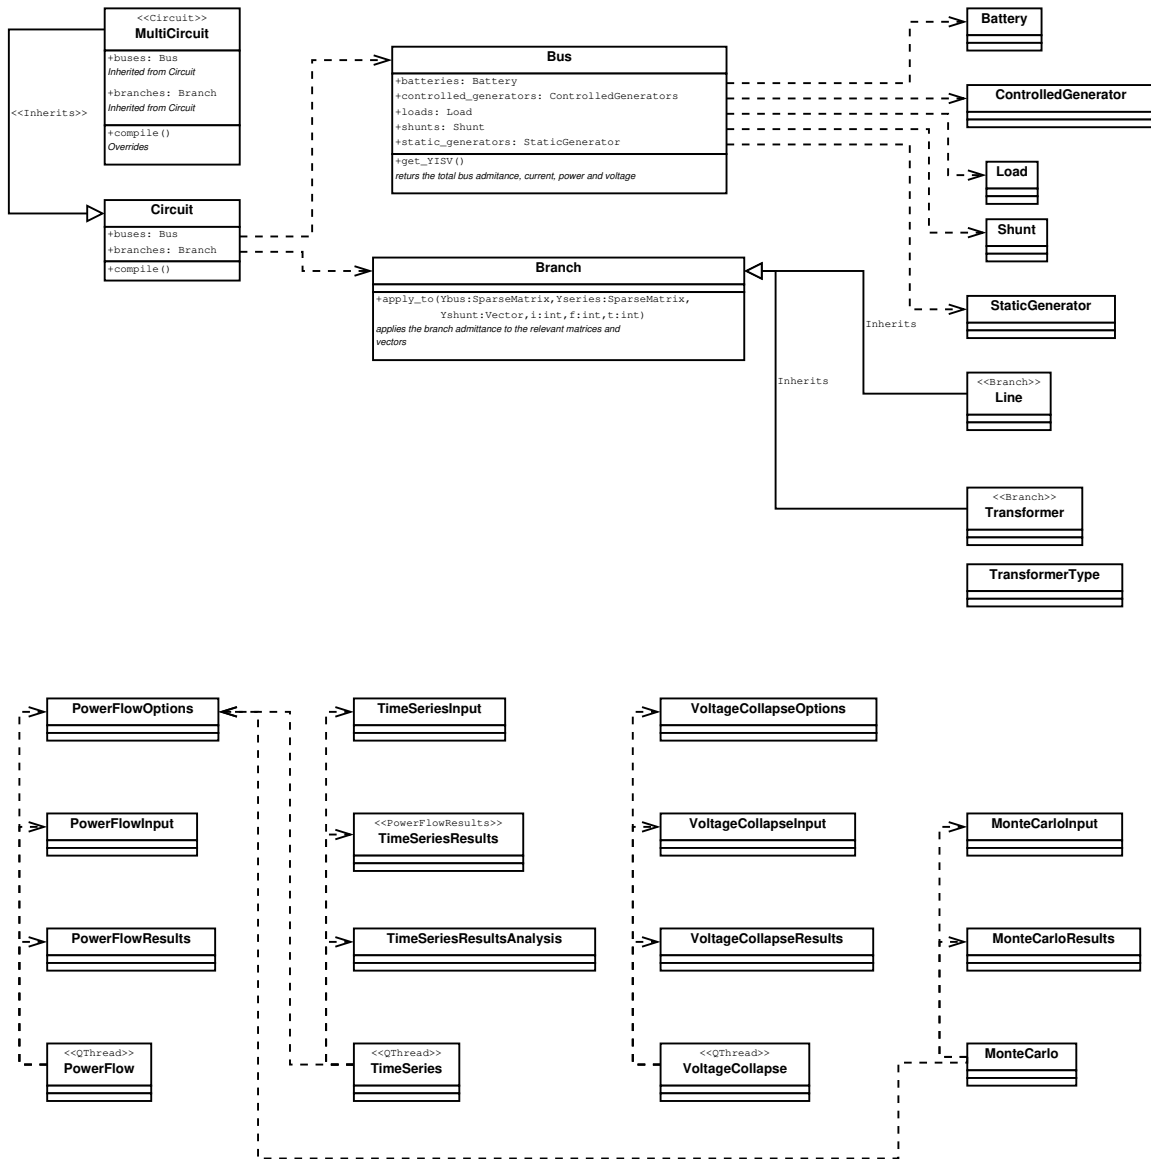 <<Circuit>>
MultiCircuit
+buses: Bus
Inherited from Circuit
+branches: Branch
Inherited from Circuit
+compile()
Overrides
<<Inherits>>
Circuit
+buses: Bus
+branches: Branch
+compile()
Bus
+batteries: Battery
+controlled_generators: ControlledGenerators
+loads: Load
+shunts: Shunt
+static_generators: StaticGenerator
+get_YISV()
returs the total bus admitance, current, power and voltage
Branch
+apply_to(Ybus:SparseMatrix,Yseries:SparseMatrix,
Yshunt:Vector,i:int,f:int,t:int)
applies the branch admittance to the relevant matrices and
vectors
Battery
ControlledGenerator
Load
Shunt
StaticGenerator
Inherits
<<Branch>>
Line
Inherits
<<Branch>>
Transformer
TransformerType
PowerFlowOptions
TimeSeriesInput
VoltageCollapseOptions
PowerFlowInput
<<PowerFlowResults>>
TimeSeriesResults
VoltageCollapseInput
MonteCarloInput
PowerFlowResults
TimeSeriesResultsAnalysis
VoltageCollapseResults
MonteCarloResults
<<QThread>>
PowerFlow
<<QThread>>
TimeSeries
<<QThread>>
VoltageCollapse
MonteCarlo